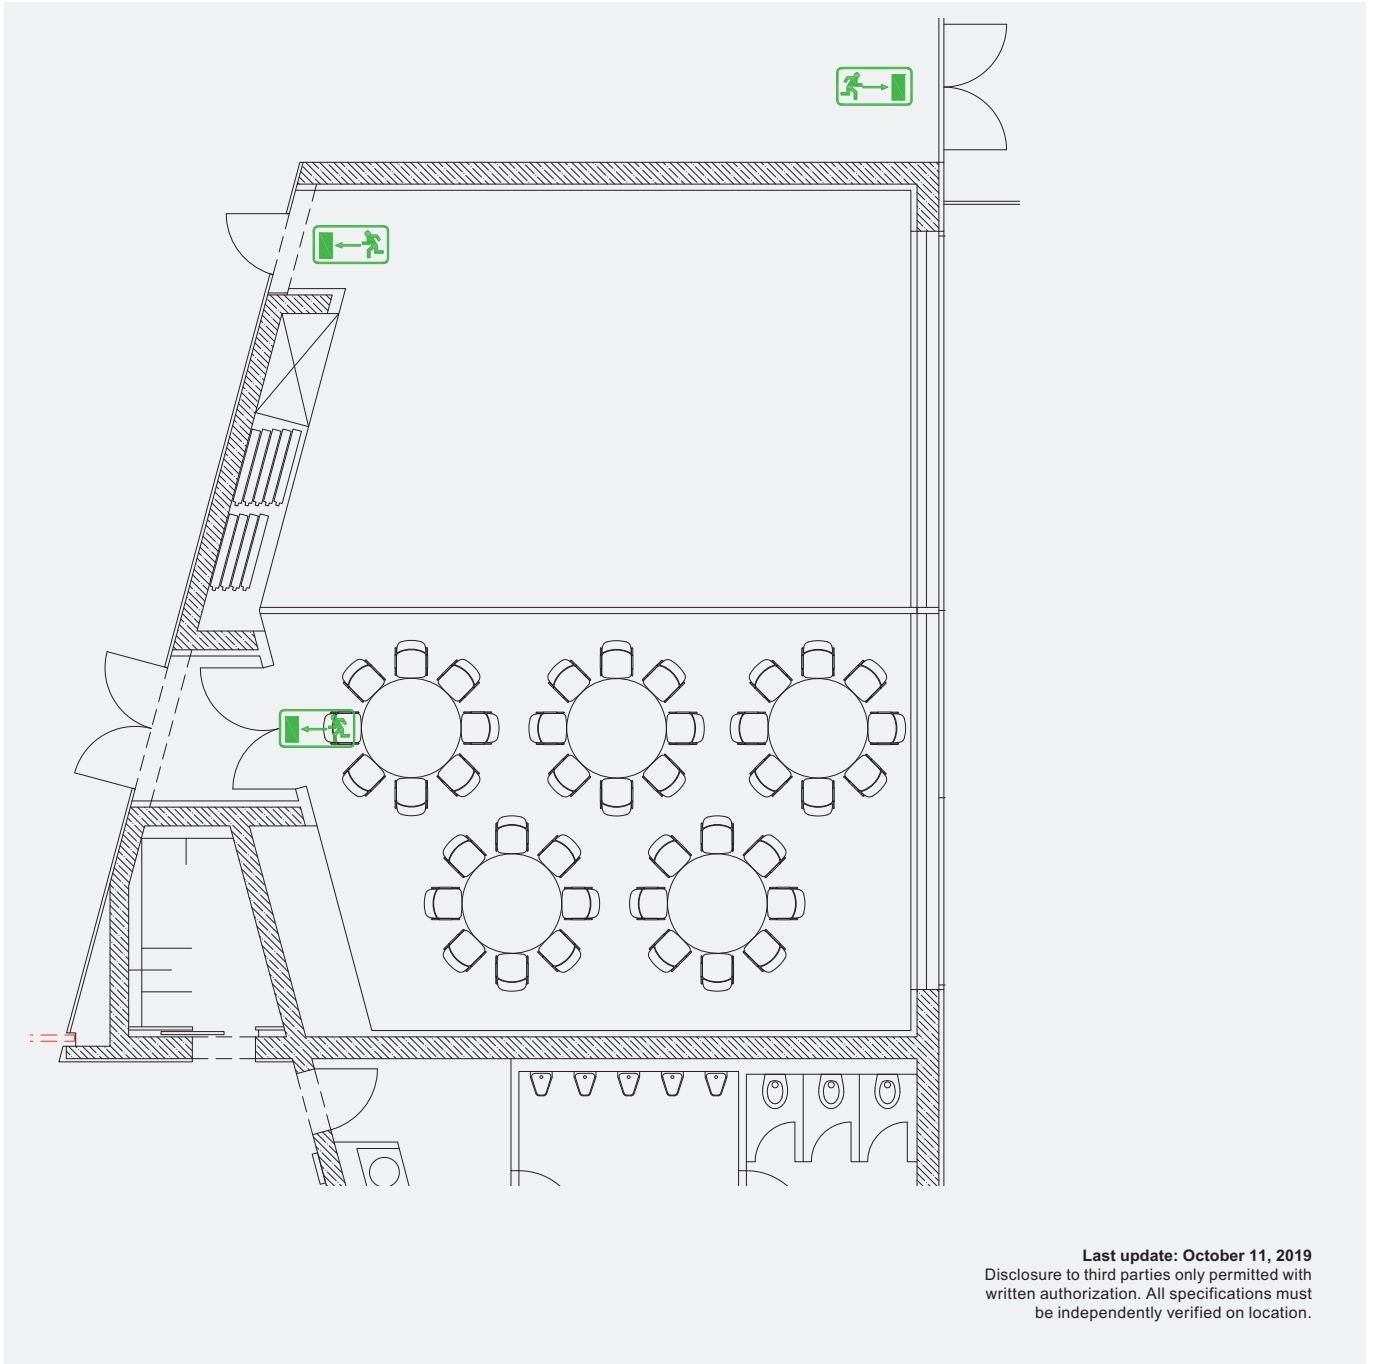 Last update: October 11, 2019
Disclosure to third parties only permitted with
written authorization. All specifications must
be independently verified on location.